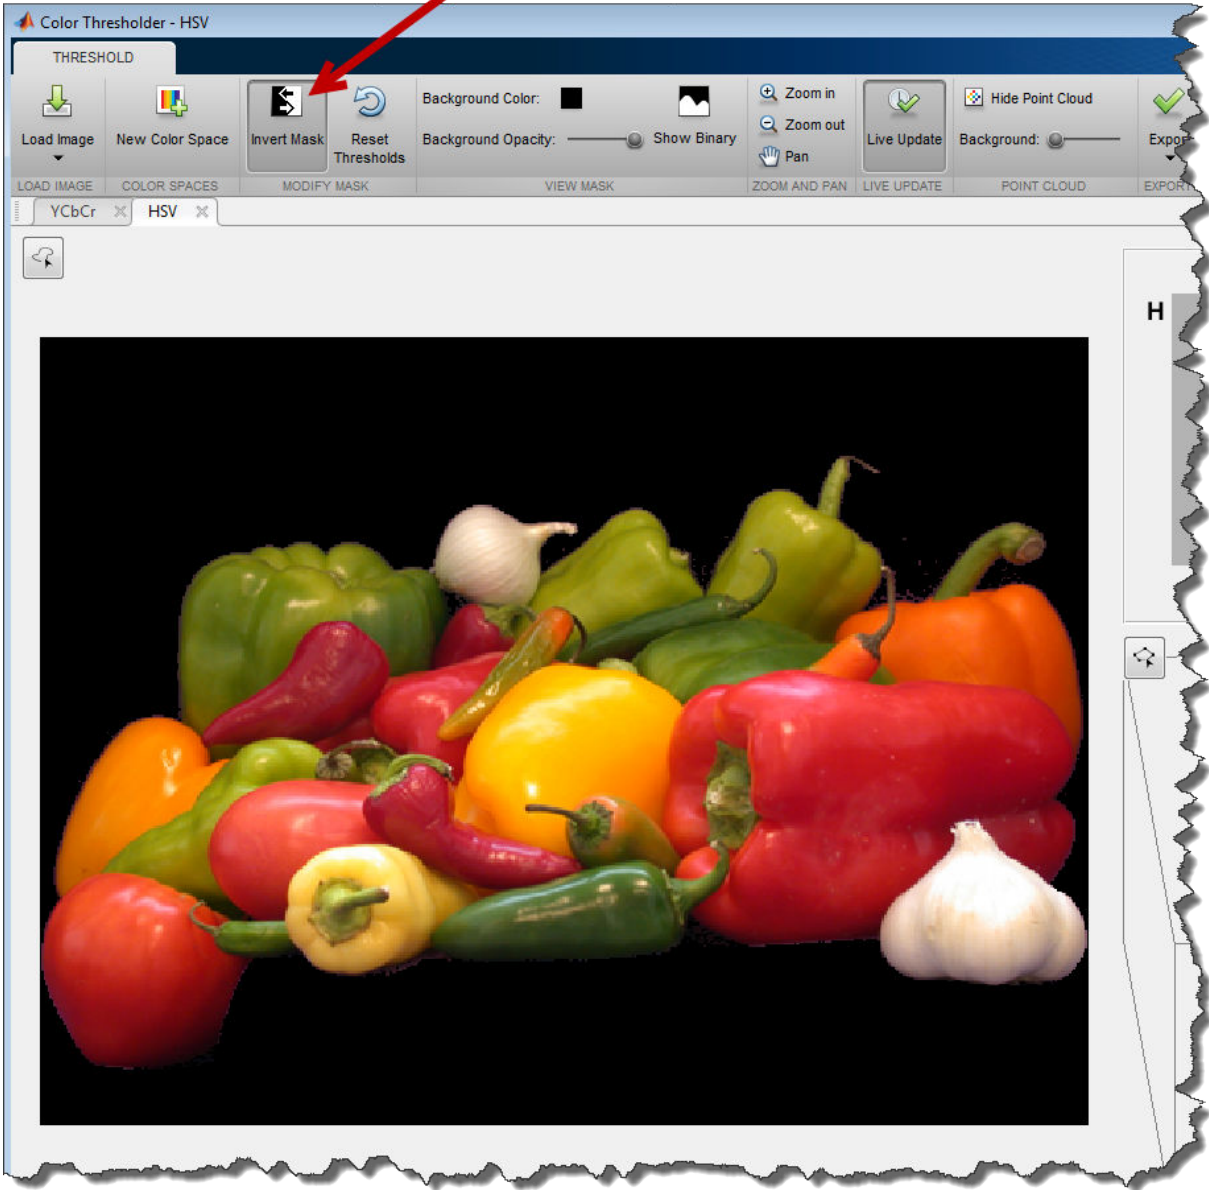 Color Thresholder - HSV
THRESHOLD
Load Image
New Color Space
Invert Mask
Reset
Thresholds
Background Color:
Background Opacity:
Show Binary
Zoom in
Zoom out
Pan
Live Update
Hide Point Cloud
Background:
LOAD IMAGE
COLOR SPACES
MODIFY MASK
VIEW MASK
ZOOM AND PAN
LIVE UPDATE
POINT CLOUD
EXPORT
YCbCr
HSV
H